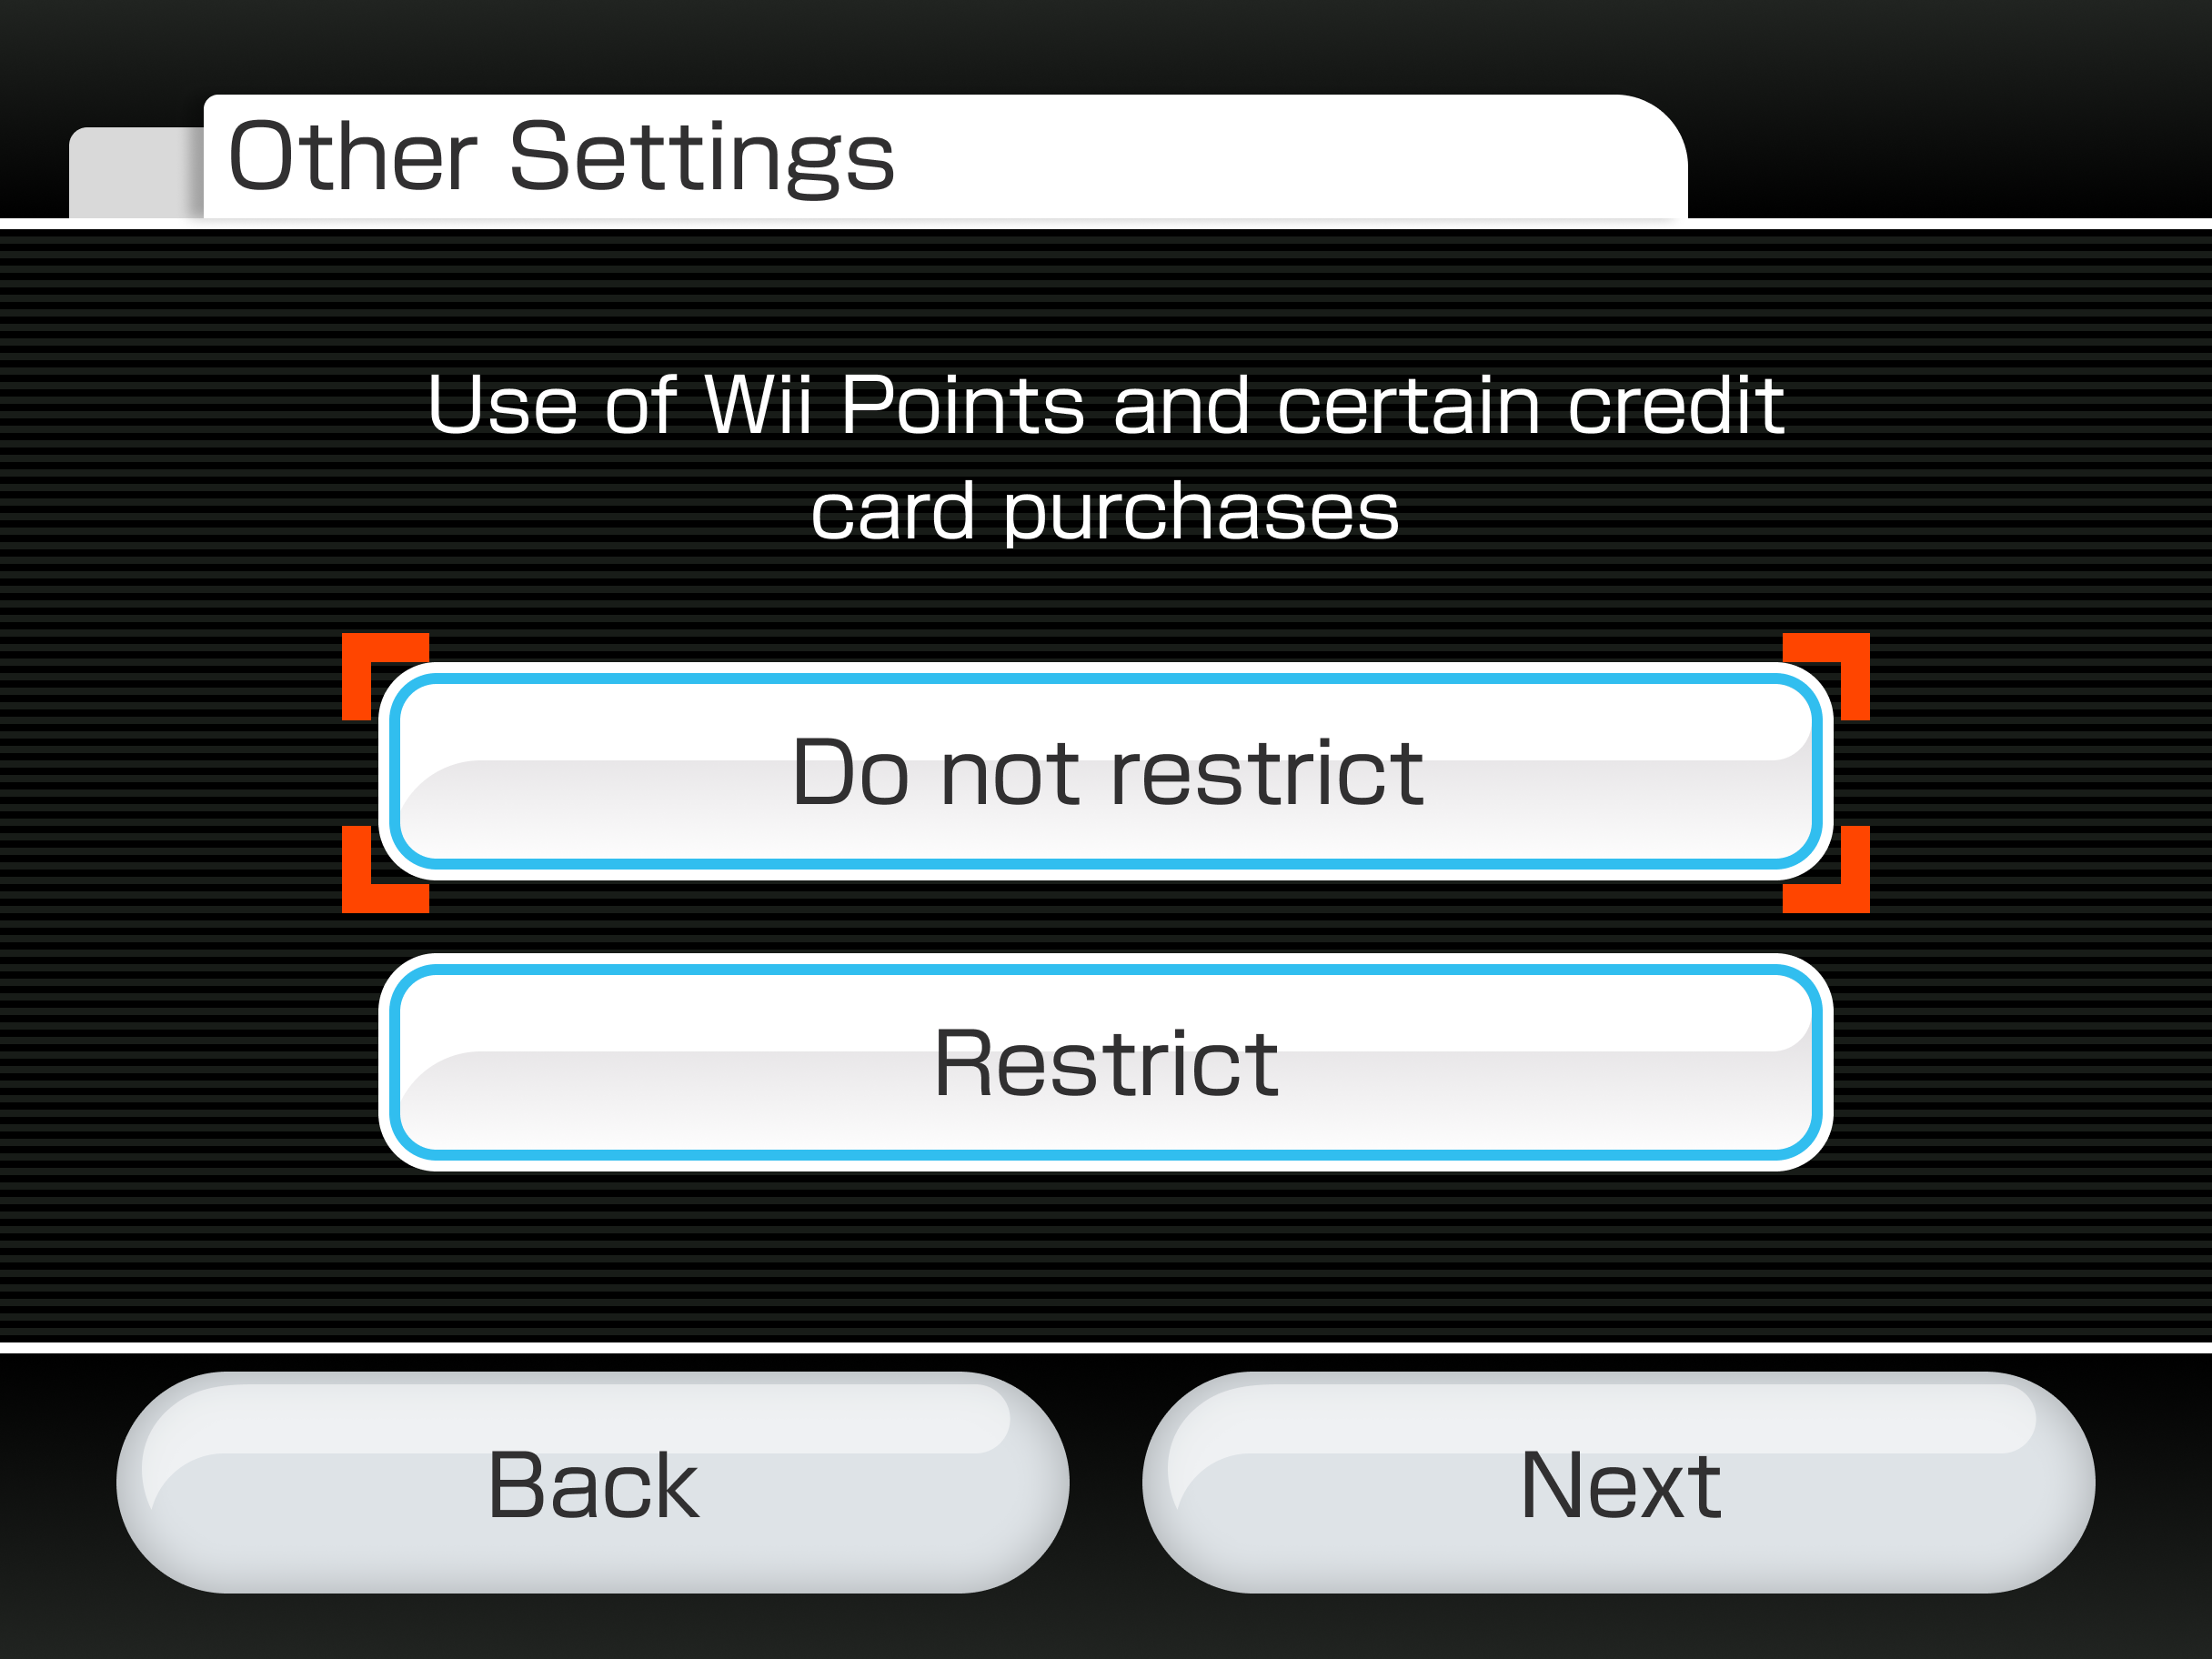 Other Settings
Use of Wii Points and certain credit
card purchases
Do not restrict
Restrict
Back
Next